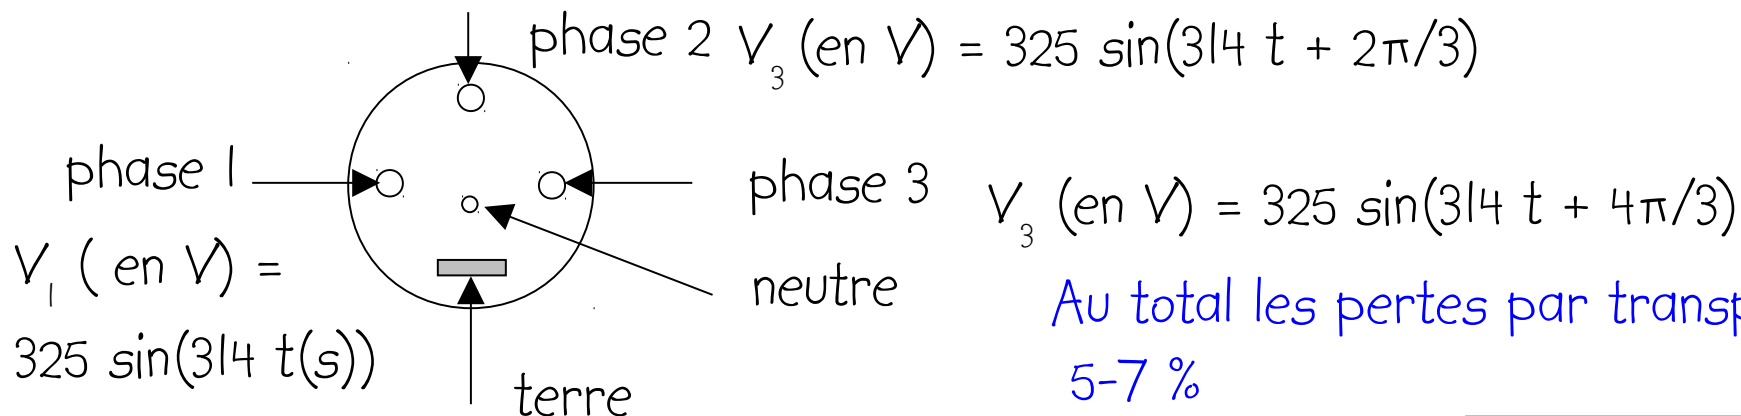 phase 2 V3 (en V) = 325 sin(314 t + 2π/3)
phase 1
phase 3 V3 (en V) = 325 sin(314 t + 4π/3)
V1 ( en V) =
325 sin(314 t(s))
neutre
terre
Au total les pertes par transp
5-7 %